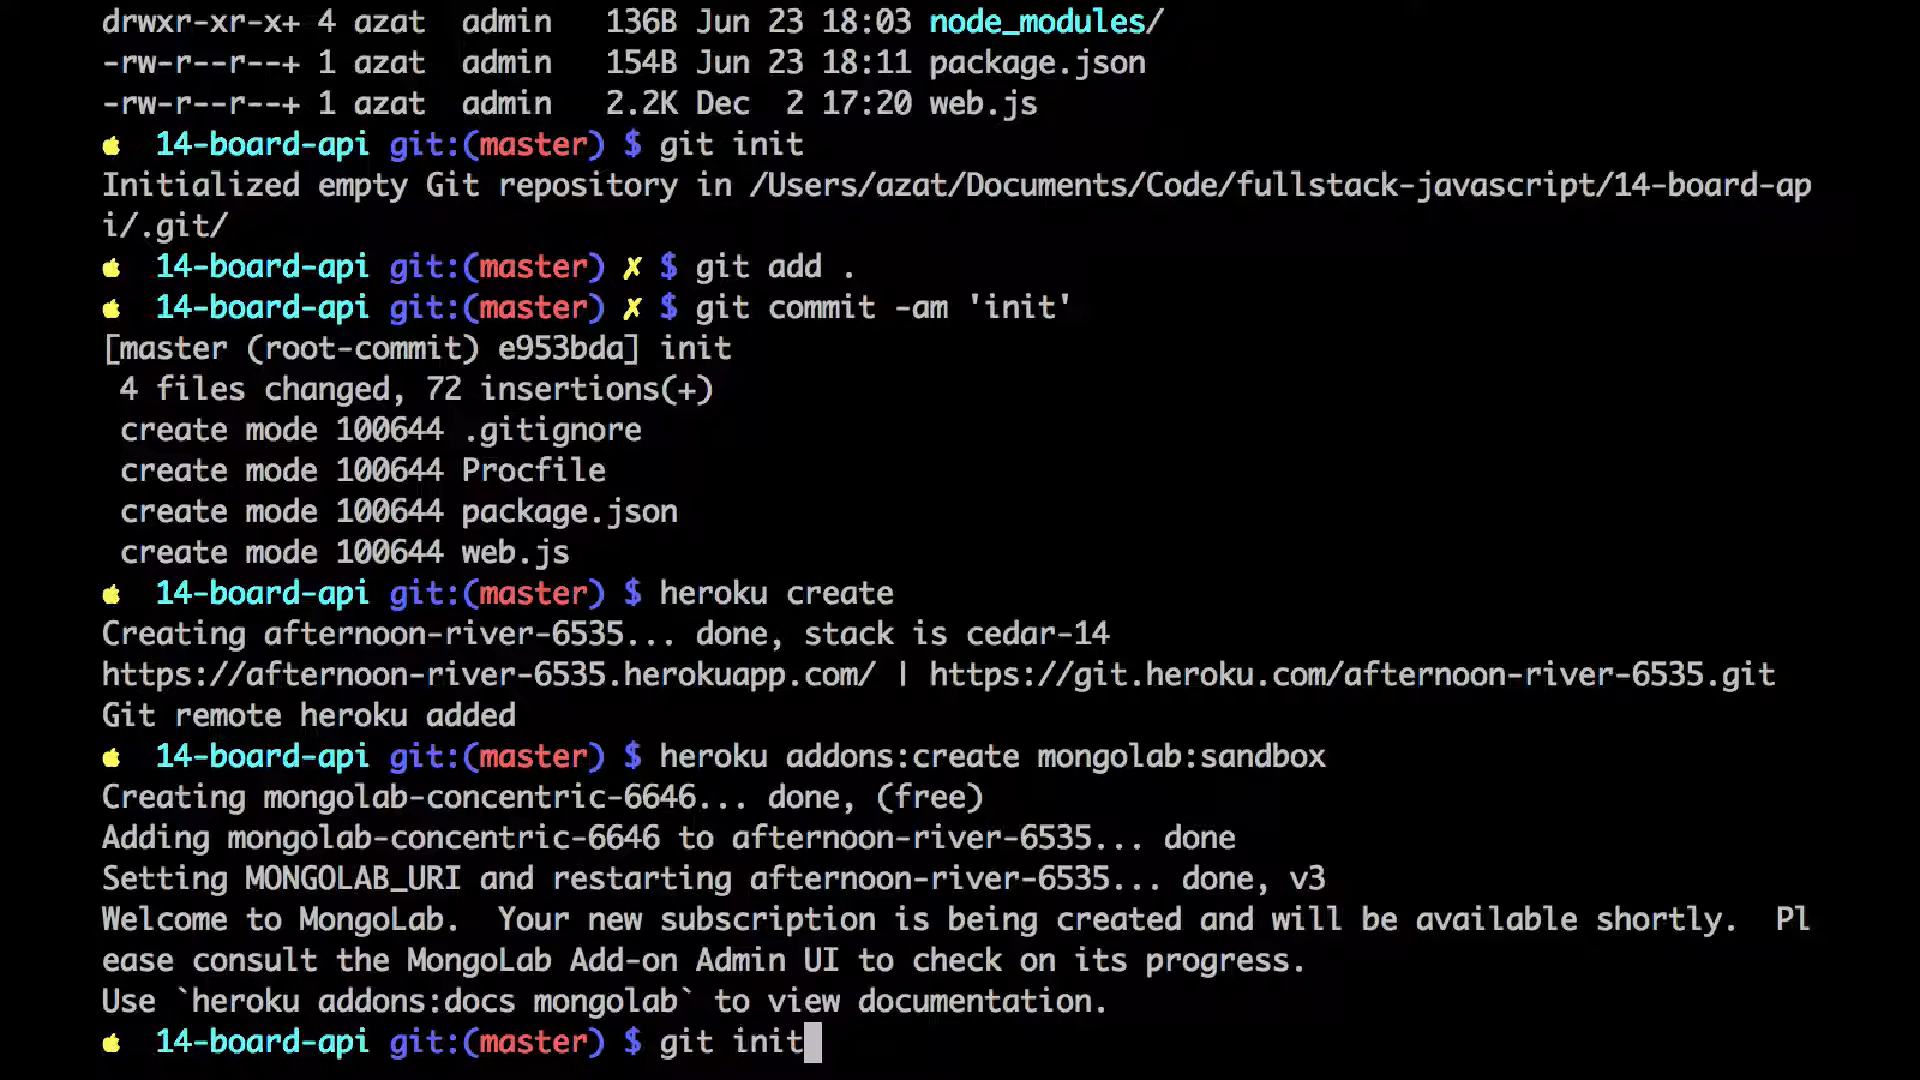 drwxr-xr-x+ 4 azat  admin   136B Jun 23 18:03 node_modules/
-rw-r--r--+ 1 azat  admin   154B Jun 23 18:11 package.json
-rw-r--r--+ 1 azat  admin   2.2K Dec  2 17:20 web.js
14-board-api git:(master) $ git init
Initialized empty Git repository in /Users/azat/Documents/Code/fullstack-javascript/14-board-ap
i/.git/
14-board-api git:(master) ✗ $ git add .
14-board-api git:(master) ✗ $ git commit -am 'init'
[master (root-commit) e953bda] init
 4 files changed, 72 insertions(+)
 create mode 100644 .gitignore
 create mode 100644 Procfile
 create mode 100644 package.json
 create mode 100644 web.js
14-board-api git:(master) $ heroku create
Creating afternoon-river-6535... done, stack is cedar-14
https://afternoon-river-6535.herokuapp.com/ | https://git.heroku.com/afternoon-river-6535.git
Git remote heroku added
14-board-api git:(master) $ heroku addons:create mongolab:sandbox
Creating mongolab-concentric-6646... done, (free)
Adding mongolab-concentric-6646 to afternoon-river-6535... done
Setting MONGOLAB_URI and restarting afternoon-river-6535... done, v3
Welcome to MongoLab.  Your new subscription is being created and will be available shortly.  Pl
ease consult the MongoLab Add-on Admin UI to check on its progress.
Use `heroku addons:docs mongolab` to view documentation.
14-board-api git:(master) $ git init